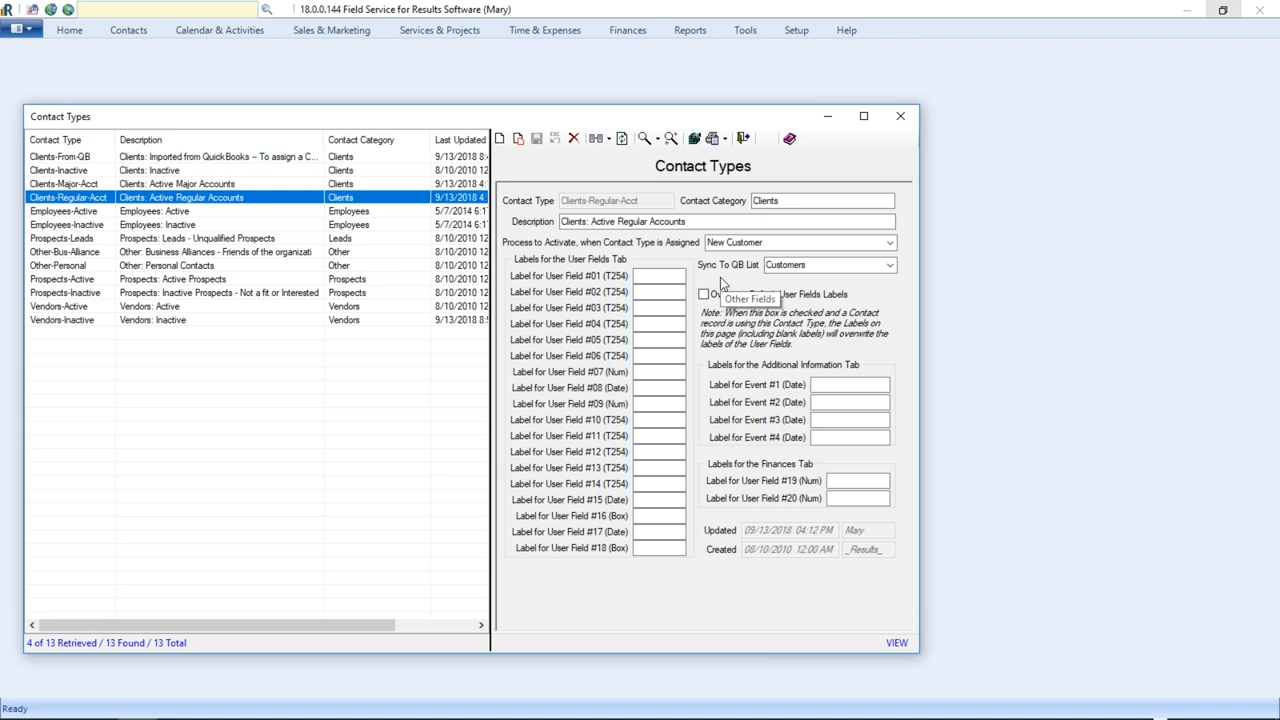 18.0.0.144 Field Service for Results Software (Mary)
Home Contacts Calendar & Activities Sales & Marketing Services & Projects Time & Expenses Finances Reports Tools Setup Help
Contact Types
Contact Type Description Contact Category Last Updated
Clients-From-QB Clients: Imported from QuickBooks -- To assign a C... Clients 9/13/2018 8:
Clients-Inactive Clients: Inactive Clients 8/10/2010 12
Clients-Major-Acct Clients: Active Major Accounts Clients 9/13/2018 4:
Clients-Regular-Acct Clients: Active Regular Accounts Clients 9/13/2018 4:
Employees-Active Employees: Active Employees 5/7/2014 6:1
Employees-Inactive Employees: Inactive Employees 5/7/2014 6:1
Prospects-Leads Prospects: Leads - Unqualified Prospects Leads 8/10/2010 12
Other-Bus-Alliance Other: Business Alliances - Friends of the organizati Other 8/10/2010 12
Other-Personal Other: Personal Contacts Other 8/10/2010 12
Prospects-Active Prospects: Active Prospects Prospects 8/10/2010 12
Prospects-Inactive Prospects: Inactive Prospects - Not a fit or Interested Prospects 8/10/2010 12
Vendors-Active Vendors: Active Vendors 8/10/2010 12
Vendors-Inactive Vendors: Inactive Vendors 9/13/2018 8:
4 of 13 Retrieved / 13 Found / 13 Total
ESC
Contact Types
Contact Type Clients-Regular-Acct Contact Category Clients
Description Clients: Active Regular Accounts
Process to Activate, when Contact Type is Assigned New Customer
Labels for the User Fields Tab
Label for User Field #01 (T254)
Label for User Field #02 (T254)
Label for User Field #03 (T254)
Label for User Field #04 (T254)
Label for User Field #05 (T254)
Label for User Field #06 (T254)
Label for User Field #07 (Num)
Label for User Field #08 (Date)
Label for User Field #09 (Num)
Label for User Field #10 (T254)
Label for User Field #11 (T254)
Label for User Field #12 (T254)
Label for User Field #13 (T254)
Label for User Field #14 (T254)
Label for User Field #15 (Date)
Label for User Field #16 (Box)
Label for User Field #17 (Date)
Label for User Field #18 (Box)
Sync To QB List Customers
User Fields Labels
Other Fields
Note: When this box is checked and a Contact
record is using this Contact Type, the Labels on
this page (including blank labels) will overwrite the
labels of the User Fields.
Labels for the Additional Information Tab
Label for Event #1 (Date)
Label for Event #2 (Date)
Label for Event #3 (Date)
Label for Event #4 (Date)
Labels for the Finances Tab
Label for User Field #19 (Num)
Label for User Field #20 (Num)
Updated 09/13/2018 04:12 PM Mary
Created 08/10/2010 12:00 AM _Results_
VIEW
Ready